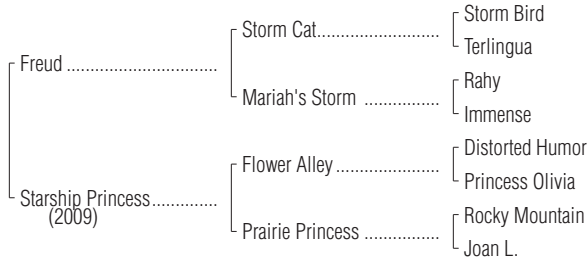 Storm Bird
Storm Cat
Terlingua
Freud
Rahy
Mariah's Storm
Immense
Distorted Humor
Flower Alley
Princess Olivia
Starship Princess
(2009)
Rocky Mountain
Prairie Princess
Joan L.